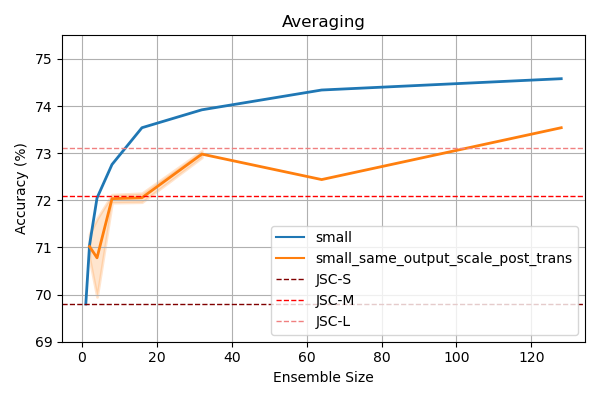 Averaging
Accuracy (%)
75
74
73
72
71
70
69
0
20
40
60
80
100
120
Ensemble Size
small
small_same_output_scale_post_trans
JSC-S
JSC-M
JSC-L